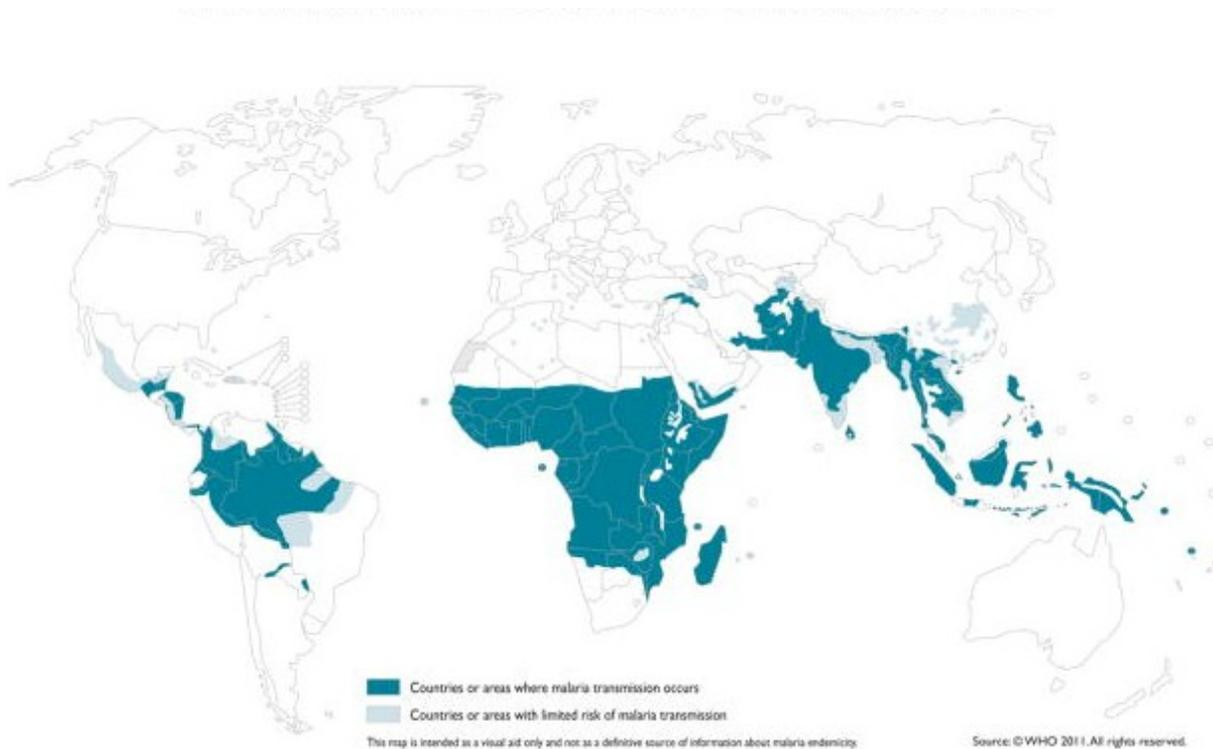 Countries or areas where malaria transmission occurs
Countries or areas with limited risk of malaria transmission
This map is intended as a visual aid only and not as a definitive source of information about malaria endemicity.
Source: © WHO 2011. All rights reserved.